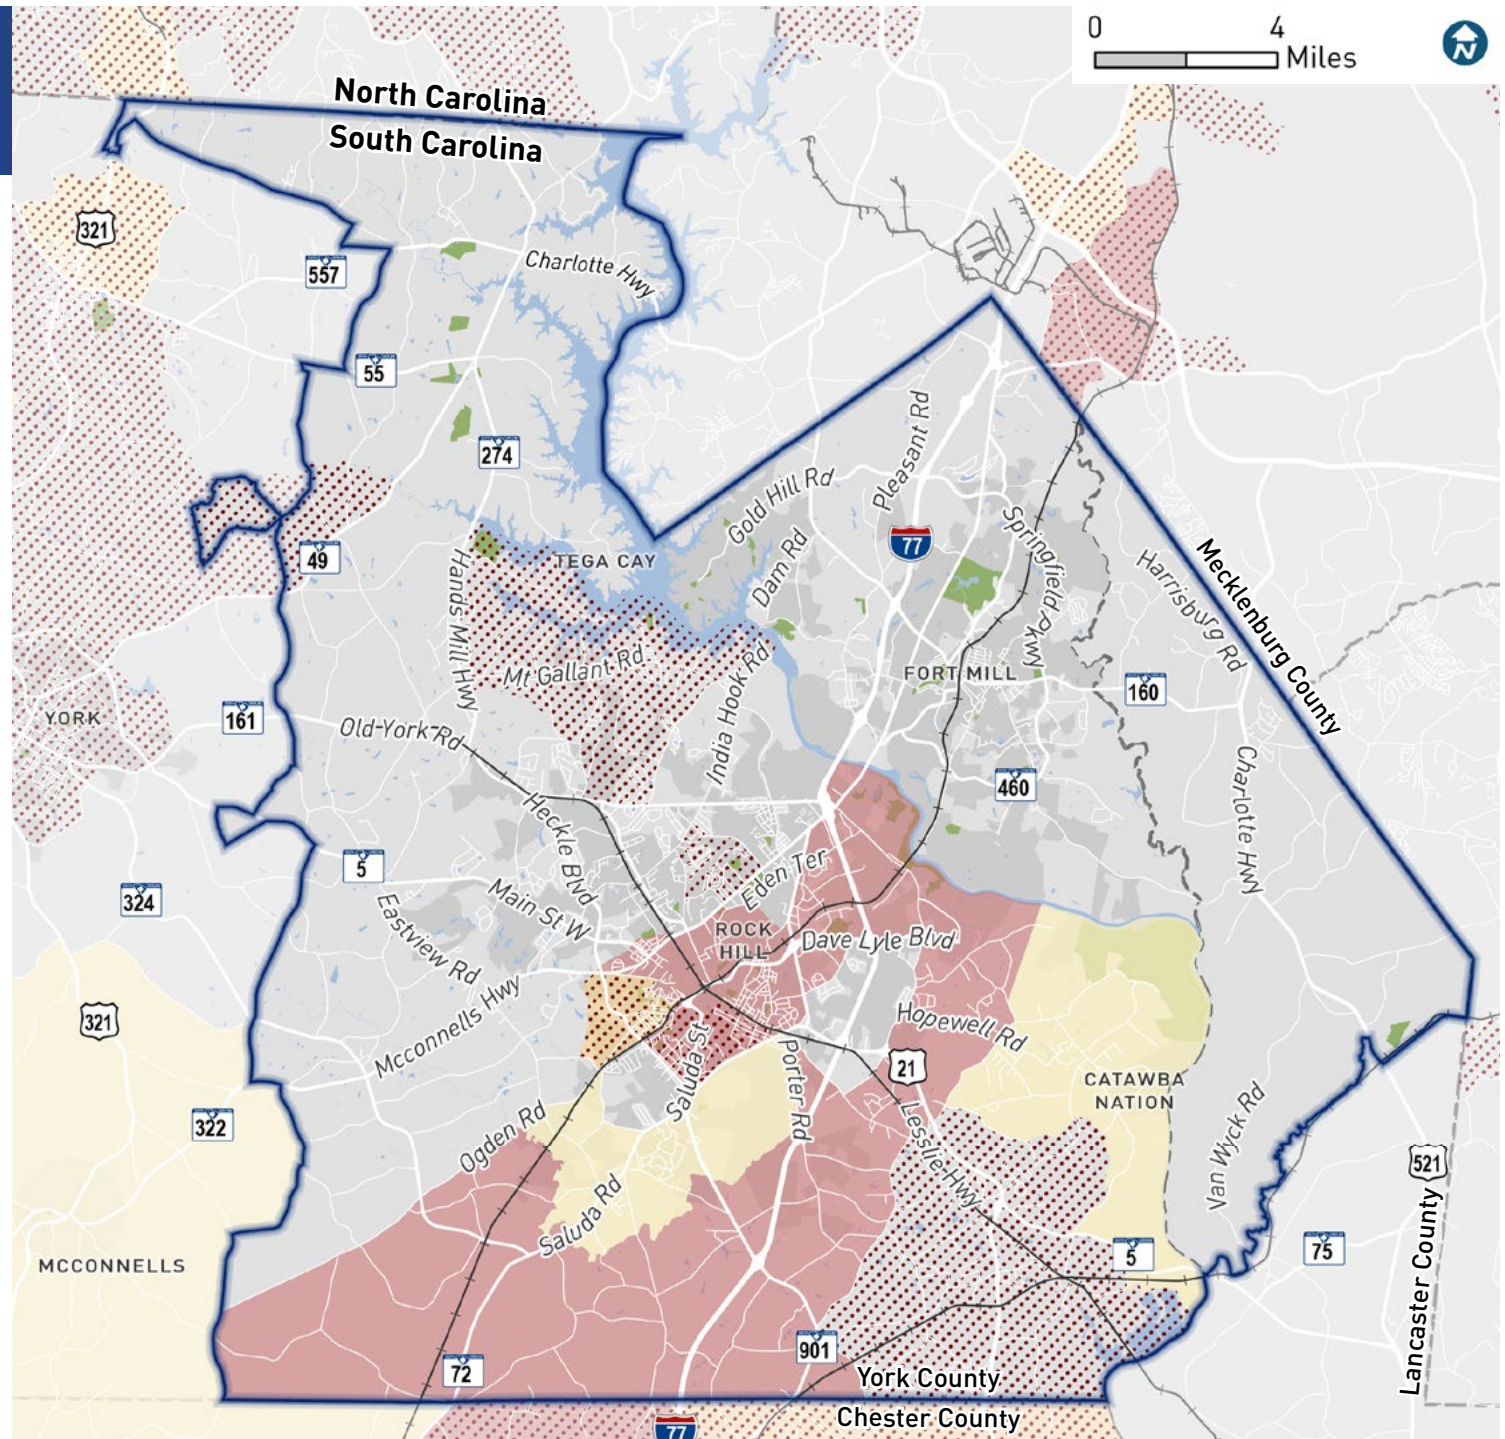 0 4
Miles
N
North Carolina
South Carolina
321
557
Charlotte Hwy
55
274
Pleasant Rd
Gold Hill Rd
77
Springfield Pkwy
49
TEGA CAY
Dam Rd
Harrisburg Rd
Mecklenburg County
Hands Mill Hwy
Mt Gallant Rd
India Hook Rd
FORT MILL
160
YORK
161
Old York Rd
460
Charlotte Hwy
Heckle Blvd
5
Eden Ter
324
Main St W
Eastview Rd
ROCK
HILL
Dave Lyle Blvd
321
Mcconnells Hwy
Hopewell Rd
Saluda St
Porter Rd
21
CATAWBA
NATION
322
Ogden Rd
Lesslie Hwy
Van Wyck Rd
521
Saluda Rd
MCCONNELLS
5
75
Lancaster County
901
72
York County
Chester County
77